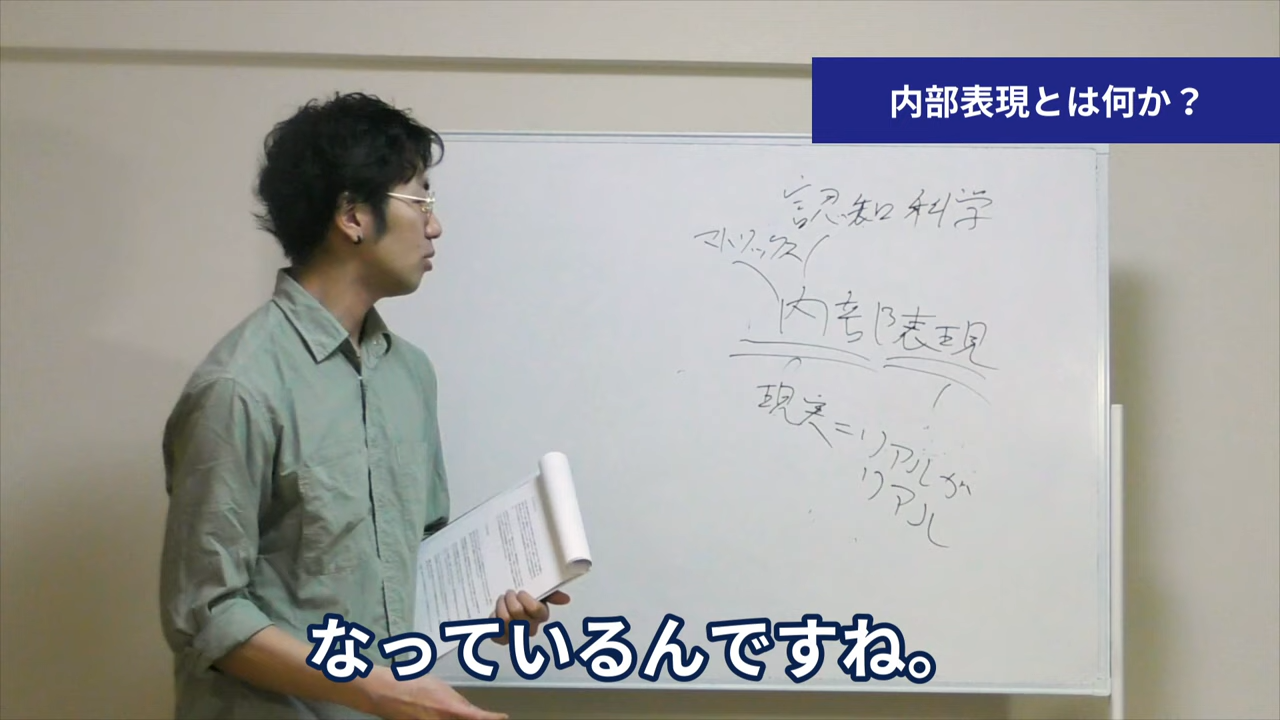 内部表現とは何か？
認知科学
マトリックス
内部表現
現実=リアルが
リアル
なっているんですね。